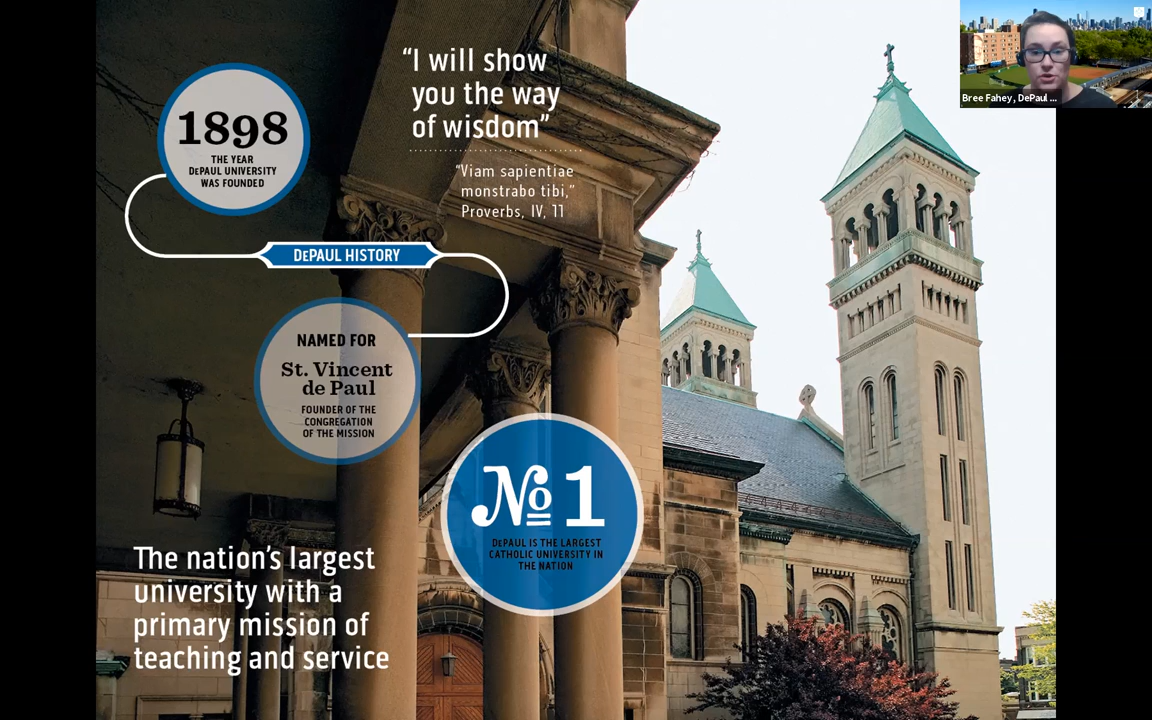 1898
THE YEAR
DEPAUL UNIVERSITY
WAS FOUNDED
“I will show
you the way
of wisdom”
“Viam sapientiae
monstrabo tibi,”
Proverbs, IV, 11
DEPAUL HISTORY
NAMED FOR
St. Vincent
de Paul
FOUNDER OF THE
CONGREGATION
OF THE MISSION
No 1
DEPAUL IS THE LARGEST
CATHOLIC UNIVERSITY IN
THE NATION
The nation’s largest
university with a
primary mission of
teaching and service
Bree Fahey, DePaul ...